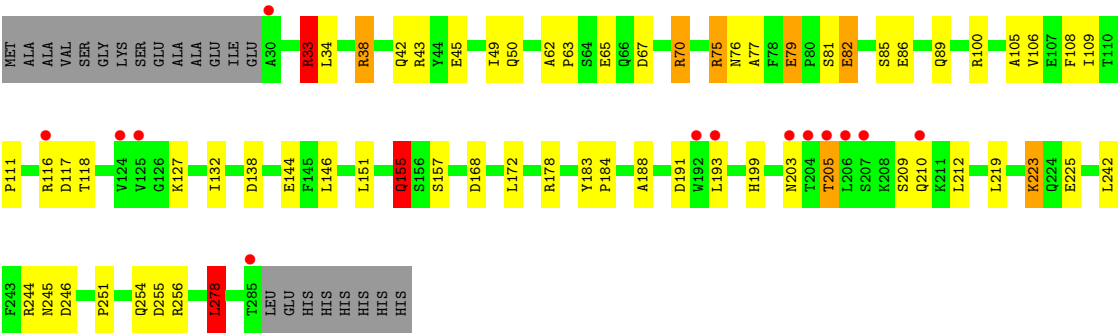 MET ALA ALA VAL SER GLY LYS SER GLU ALA ALA GLU ILE GLU A30 R33 L34 R38 Q42 R43 Y44 E45 I49 Q50 A62 P63 S64 E65 Q66 D67 R70 R75 N76 A77 F78 E79 P80 S81 E82 S85 E86 Q89 R100 A105 V106 E107 F108 I109 T110
P111 R116 D117 T118 V124 V125 G126 K127 I132 D138 E144 F145 L146 L151 Q155 S156 S157 D168 L172 R178 Y183 P184 A188 D191 W192 L193 H199 N203 T204 T205 L206 S207 K208 S209 Q210 K211 L212 L219 K223 Q224 E225 L242
F243 R244 N245 D246 P251 Q254 D255 R256 L278 T285 LEU GLU HIS HIS HIS HIS HIS HIS